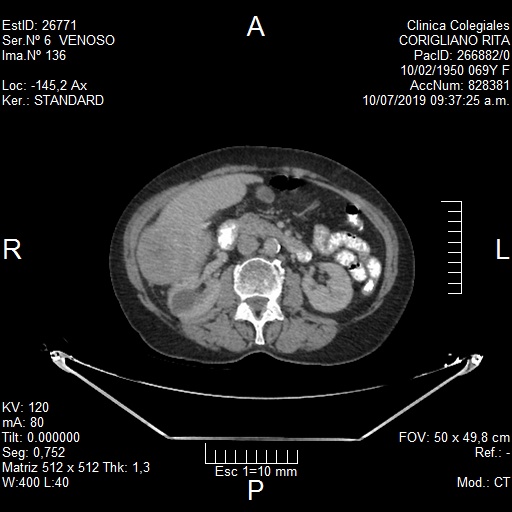 EstID: 26771
Ser.Nº 6  VENOSO
Ima.Nº 136
Loc: -145,2 Ax
Ker.: STANDARD
A
Clinica Colegiales
CORIGLIANO RITA
PacID: 266882/0
10/02/1950 069Y F
AccNum: 828381
10/07/2019 09:37:25 a.m.
R
L
KV: 120
mA: 80
Tilt: 0.000000
Seg: 0,752
Matriz 512 x 512 Thk: 1,3
W:400 L:40
Esc 1=10 mm
P
FOV: 50 x 49,8 cm
Ref.: -
Mod.: CT